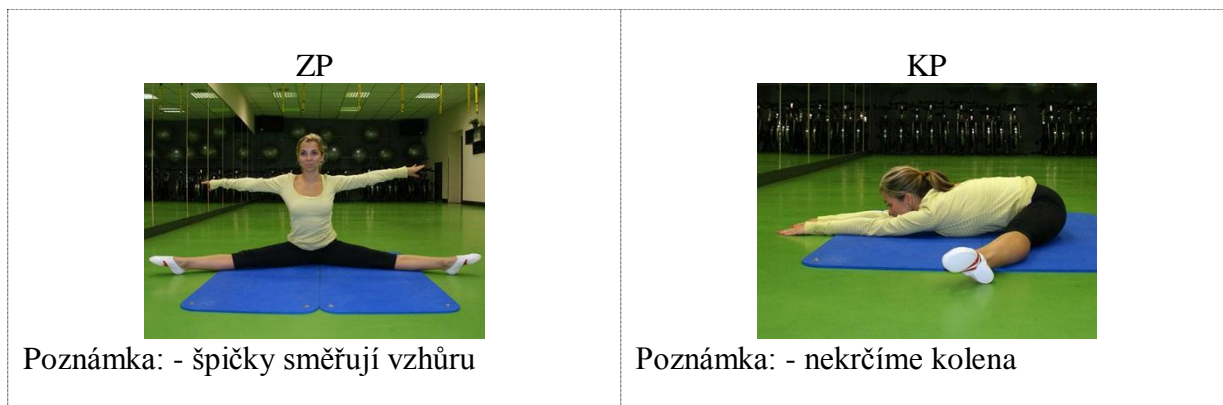 ZP
Poznámka: - špičky směřují vzhůru
KP
Poznámka: - nekrčíme kolena